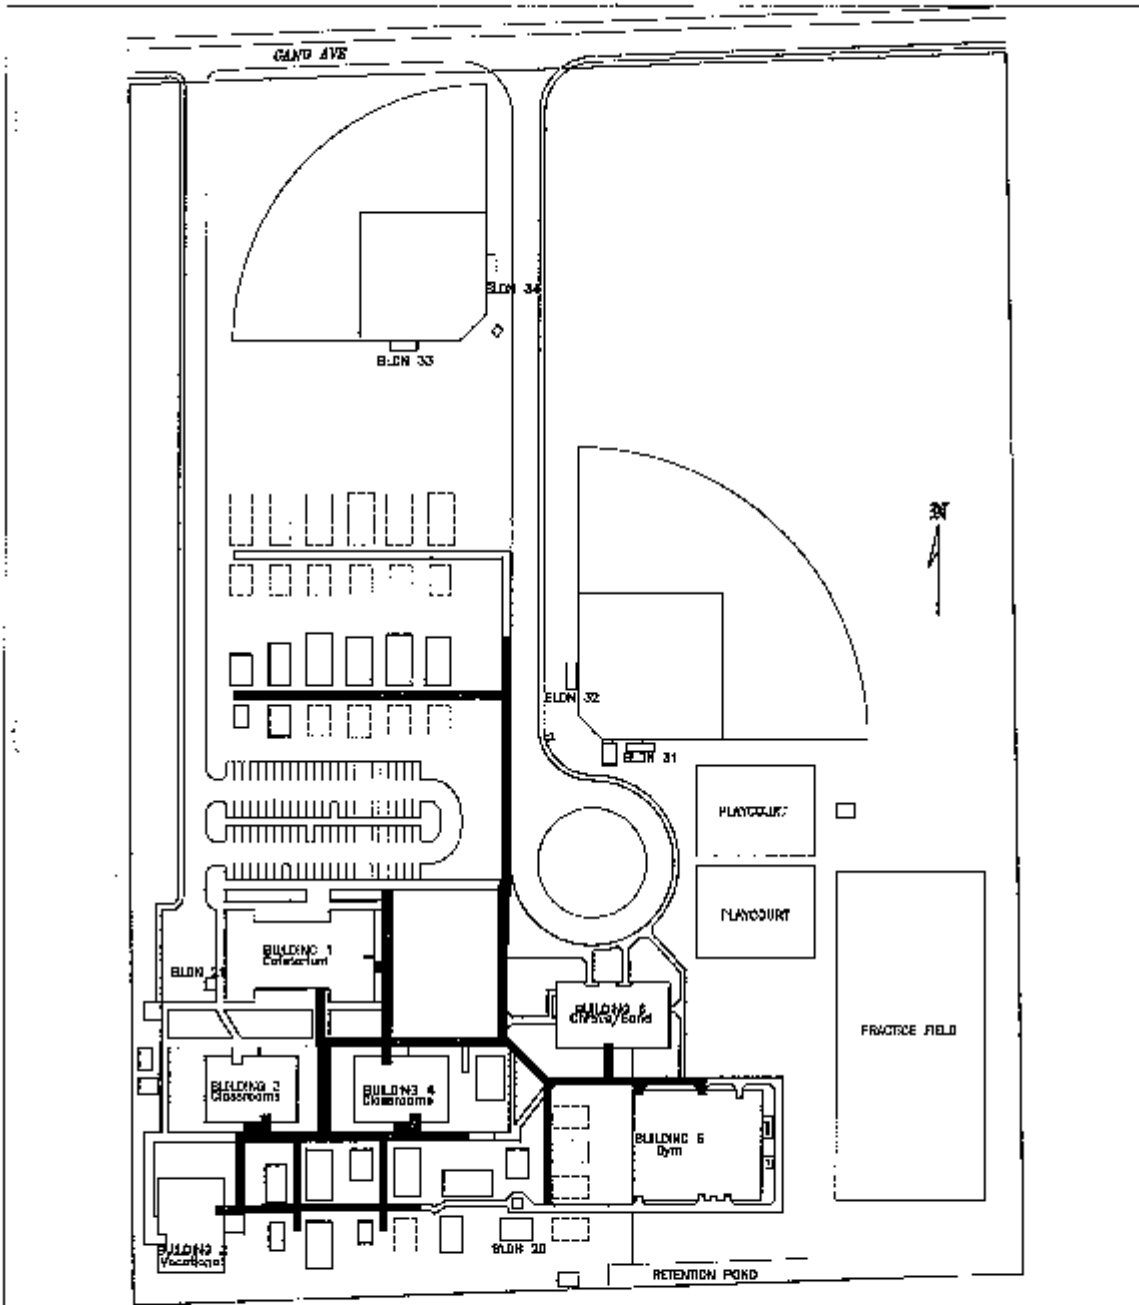 GANO AVE
BLDN 34
BLDN 33
N
BLDN 32
BLDN 31
PLAYCOURT
PLAYCOURT
BUILDING 1
Cafetorium
BLDN 21
BUILDING 6
Chorus/Band
PRACTICE FIELD
BUILDING 3
Classrooms
BUILDING 4
Classrooms
BUILDING 5
Gym
BUILDING 2
Vocational
BLDN 20
RETENTION POND